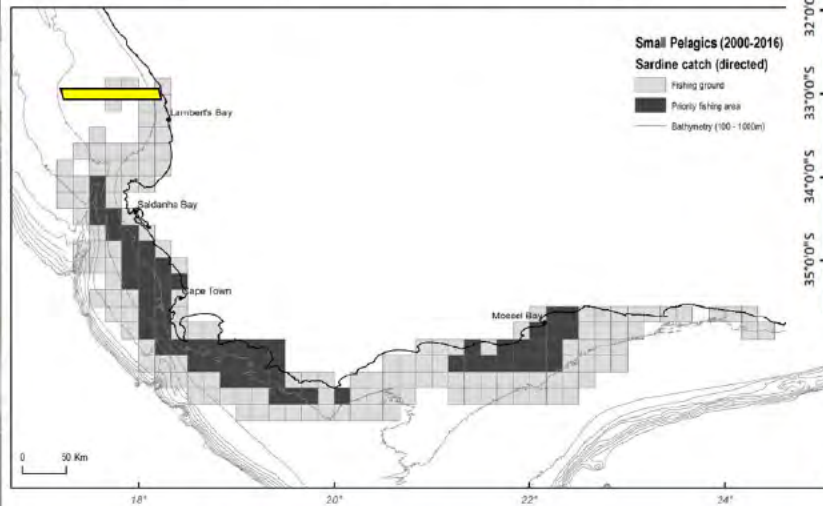 Small Pelagics (2000-2016)
Sardine catch (directed)
Fishing ground
Priority fishing area
Bathymetry (100 - 1000m)
Lambert's Bay
Saldanha Bay
Cape Town
Mossel Bay
0 50 Km
18° 20° 22° 24°
32°0'0"S
33°0'0"S
34°0'0"S
35°0'0"S